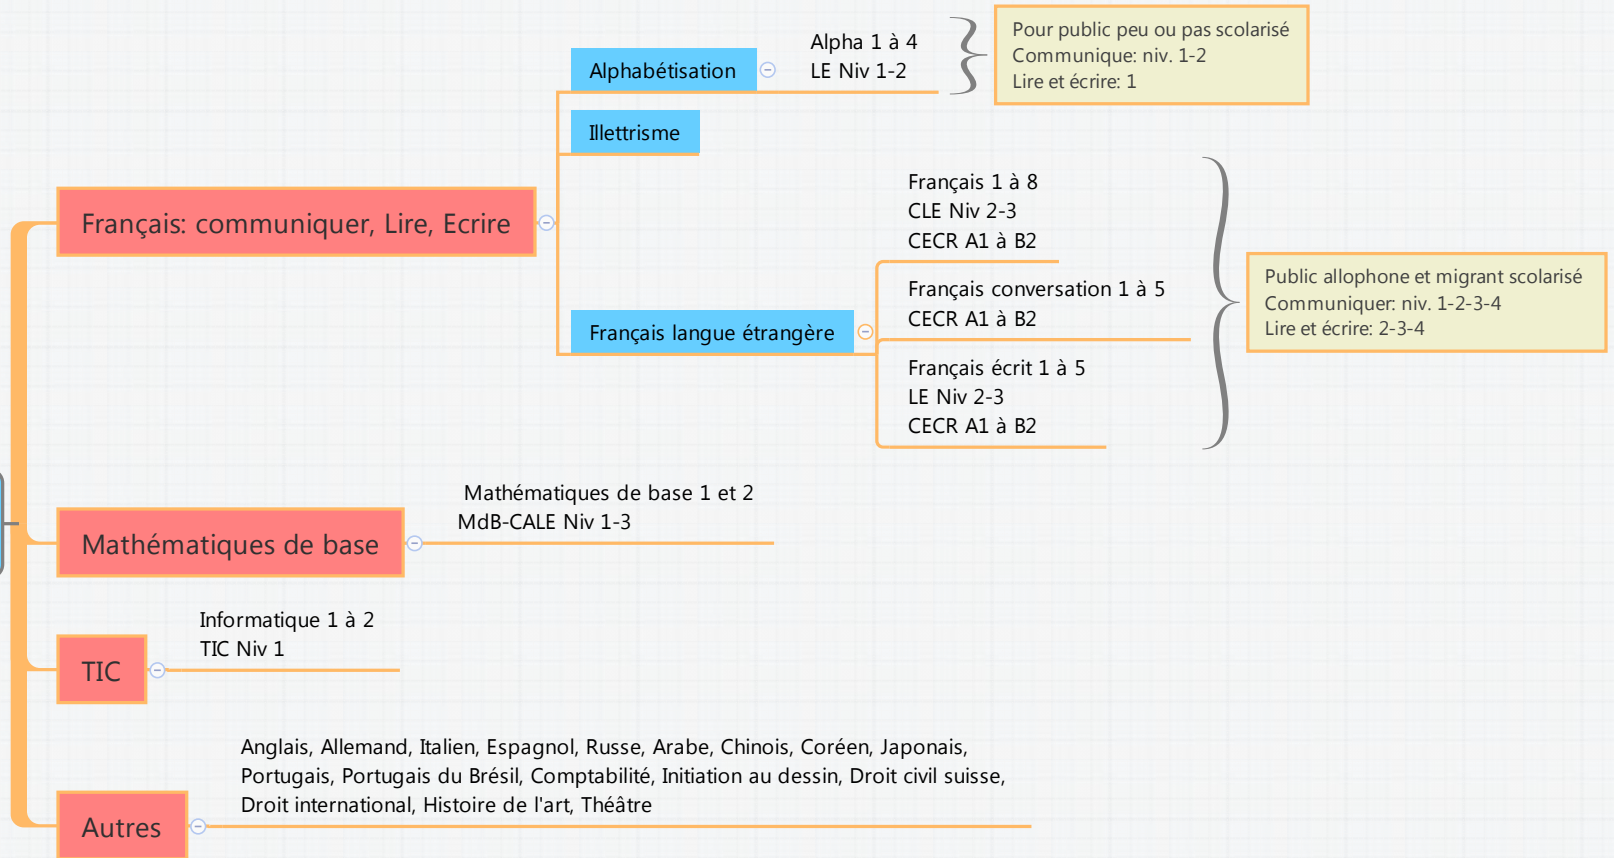 Alphabétisation
Alpha 1 à 4
LE Niv 1-2
Pour public peu ou pas scolarisé
Communique: niv. 1-2
Lire et écrire: 1
Illettrisme
Français: communiquer, Lire, Ecrire
Français langue étrangère
Français 1 à 8
CLE Niv 2-3
CECR A1 à B2
Français conversation 1 à 5
CECR A1 à B2
Français écrit 1 à 5
LE Niv 2-3
CECR A1 à B2
Public allophone et migrant scolarisé
Communiquer: niv. 1-2-3-4
Lire et écrire: 2-3-4
Mathématiques de base
Mathématiques de base 1 et 2
MdB-CALE Niv 1-3
TIC
Informatique 1 à 2
TIC Niv 1
Autres
Anglais, Allemand, Italien, Espagnol, Russe, Arabe, Chinois, Coréen, Japonais,
Portugais, Portugais du Brésil, Comptabilité, Initiation au dessin, Droit civil suisse,
Droit international, Histoire de l'art, Théâtre